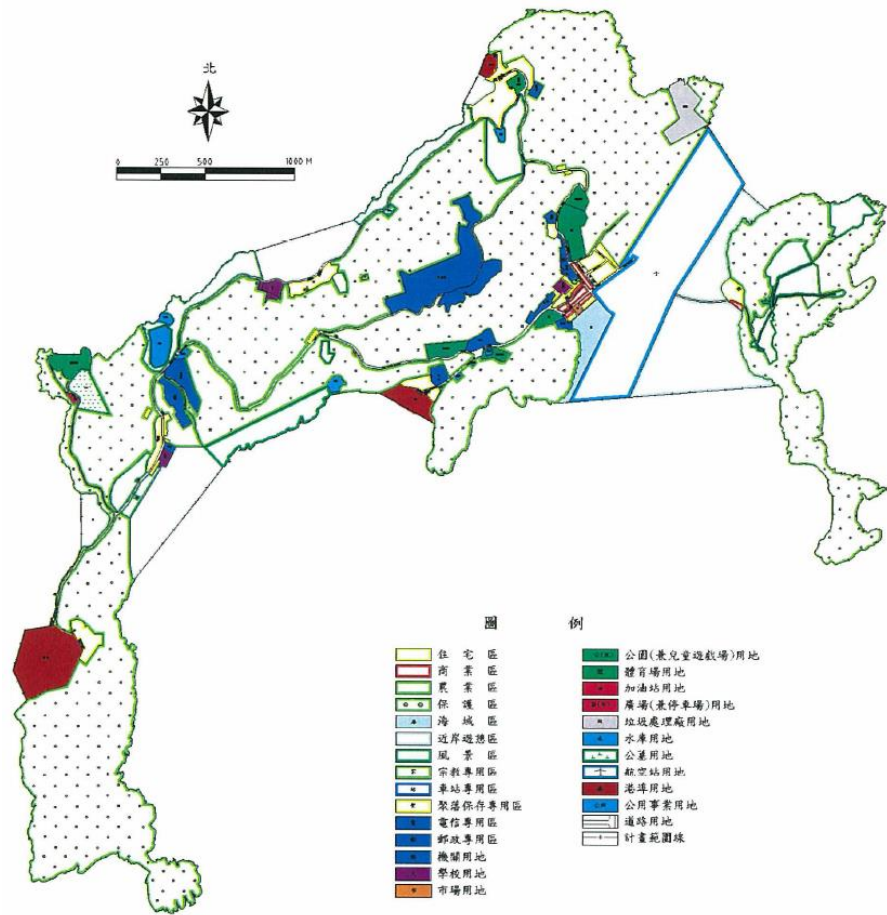 北
0 250 500 1000 M
圖 例
住宅區
商業區
農業區
保護區
海域區
近岸遊憩區
風景區
宗教專用區
車站專用區
聚落保存專用區
電信專用區
郵政專用區
機關用地
學校用地
市場用地
公園(兼兒童遊戲場)用地
體育場用地
加油站用地
廣場(兼停車場)用地
垃圾處理廠用地
水庫用地
公墓用地
航空站用地
港埠用地
公用事業用地
道路用地
計畫範圍線